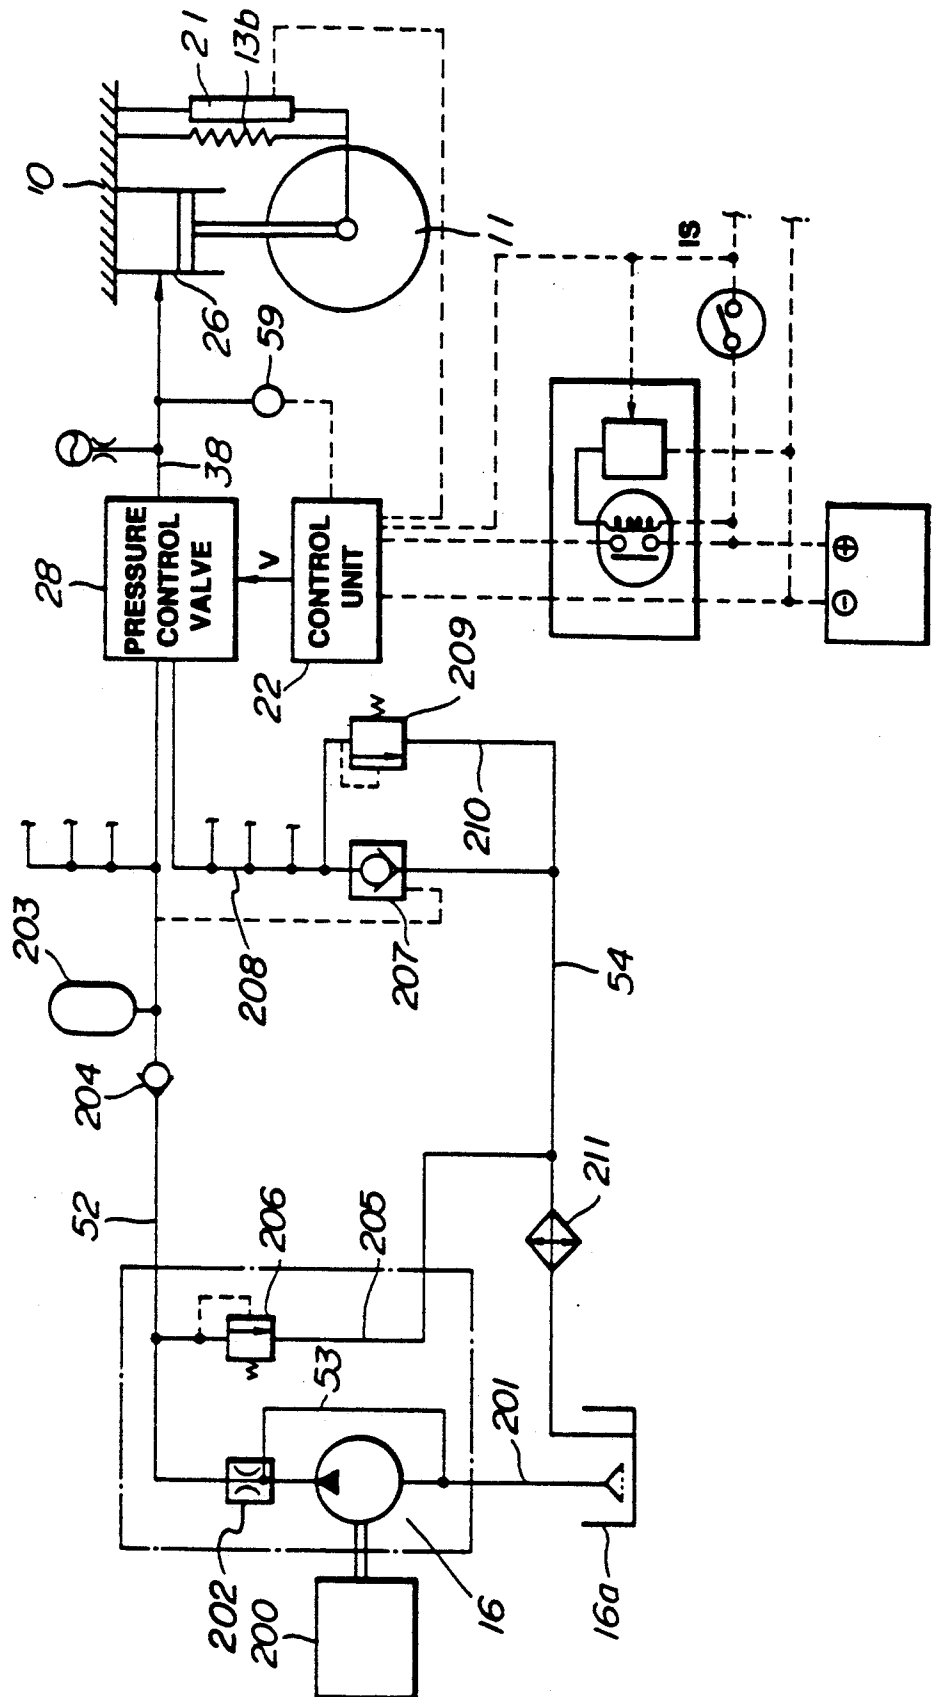 10
21
13b
26
11
59
38
28
PRESSURE
CONTROL
VALVE
V
CONTROL
UNIT
22
IS
209
210
203
208
207
54
204
52
206
205
211
53
201
202
200
16
16a